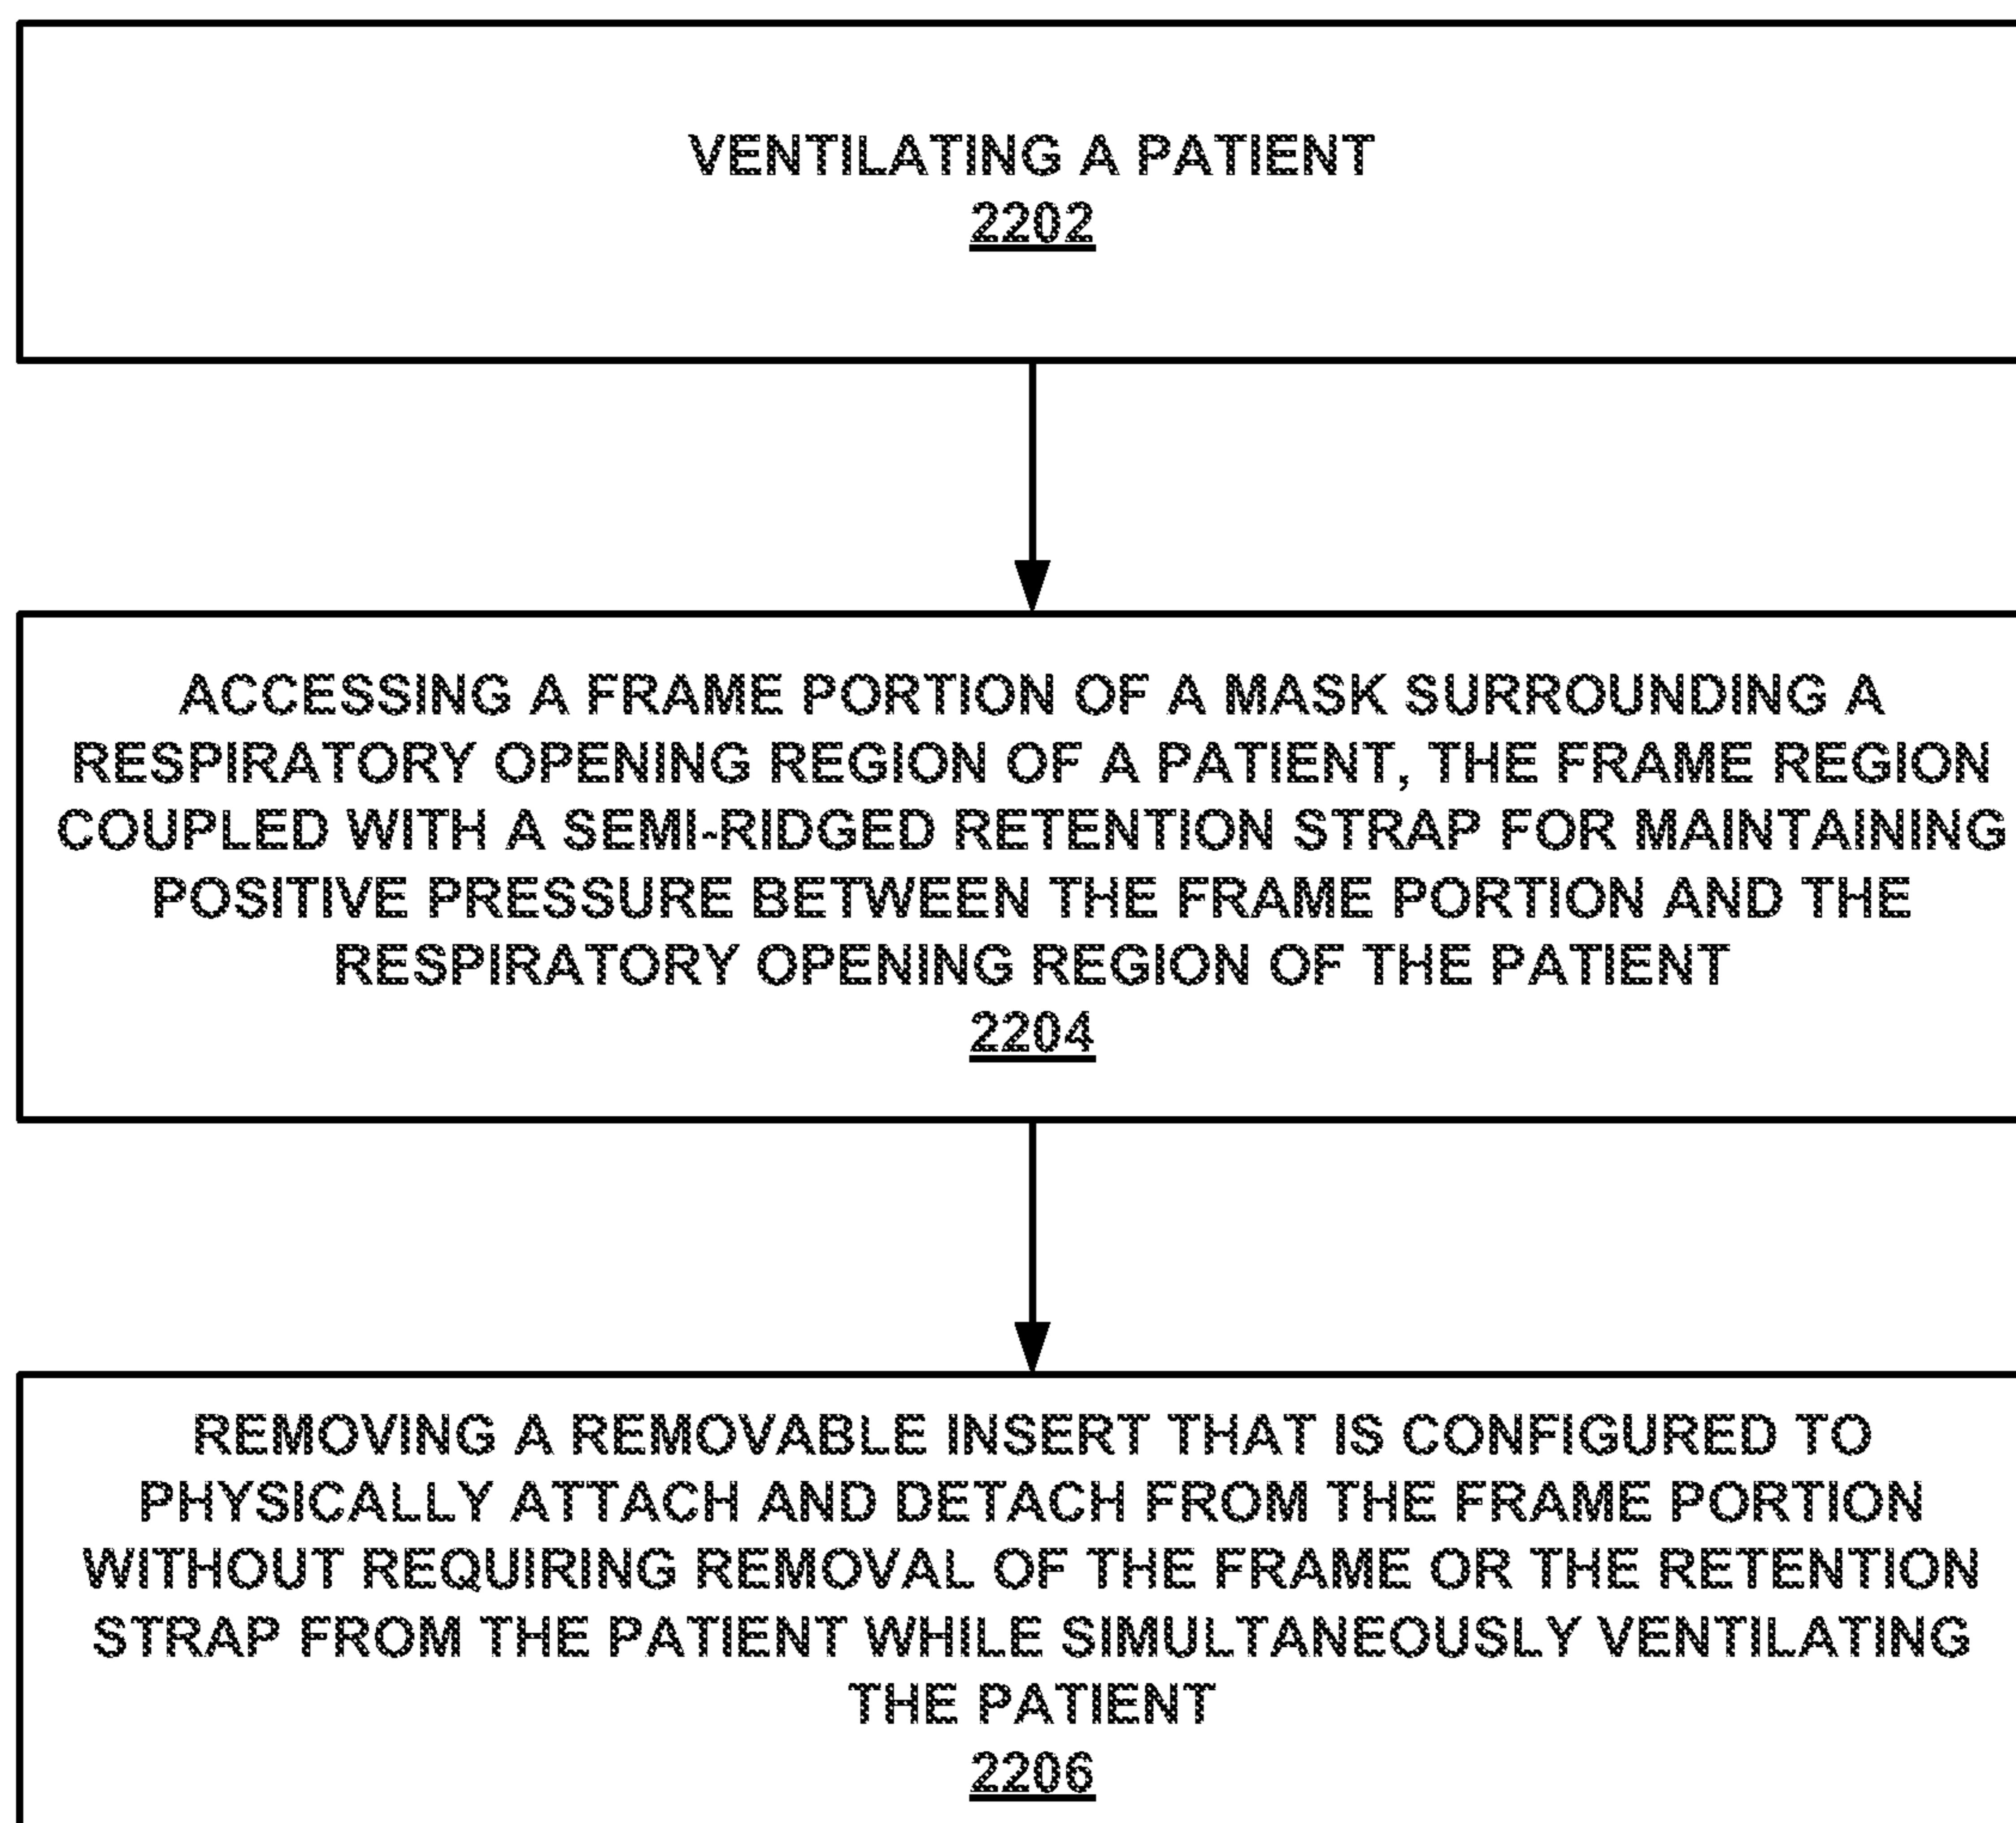 VENTILATING A PATIENT
2202
ACCESSING A FRAME PORTION OF A MASK SURROUNDING A
RESPIRATORY OPENING REGION OF A PATIENT, THE FRAME REGION
COUPLED WITH A SEMI-RIDGED RETENTION STRAP FOR MAINTAINING
POSITIVE PRESSURE BETWEEN THE FRAME PORTION AND THE
RESPIRATORY OPENING REGION OF THE PATIENT
2204
REMOVING A REMOVABLE INSERT THAT IS CONFIGURED TO
PHYSICALLY ATTACH AND DETACH FROM THE FRAME PORTION
WITHOUT REQUIRING REMOVAL OF THE FRAME OR THE RETENTION
STRAP FROM THE PATIENT WHILE SIMULTANEOUSLY VENTILATING
THE PATIENT
2206